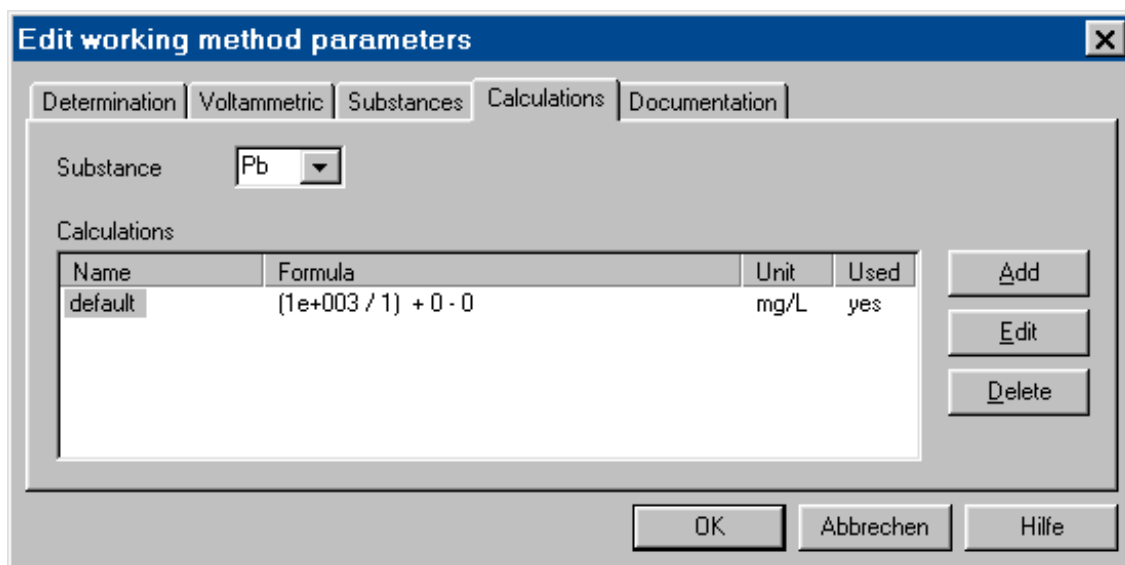 Edit working method parameters
Determination Voltammetric Substances Calculations Documentation
Substance Pb
Calculations
Name Formula Unit Used
default (1e+003 / 1) + 0 - 0 mg/L yes
Add
Edit
Delete
OK Abbrechen Hilfe